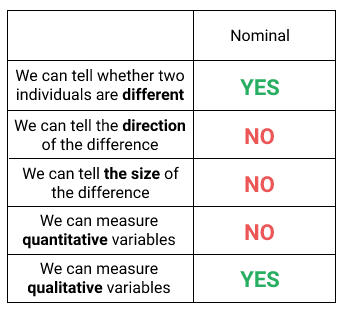 Nominal
We can tell whether two
individuals are different
YES
We can tell the direction
of the difference
NO
We can tell the size of
the difference
NO
We can measure
quantitative variables
NO
We can measure
qualitative variables
YES